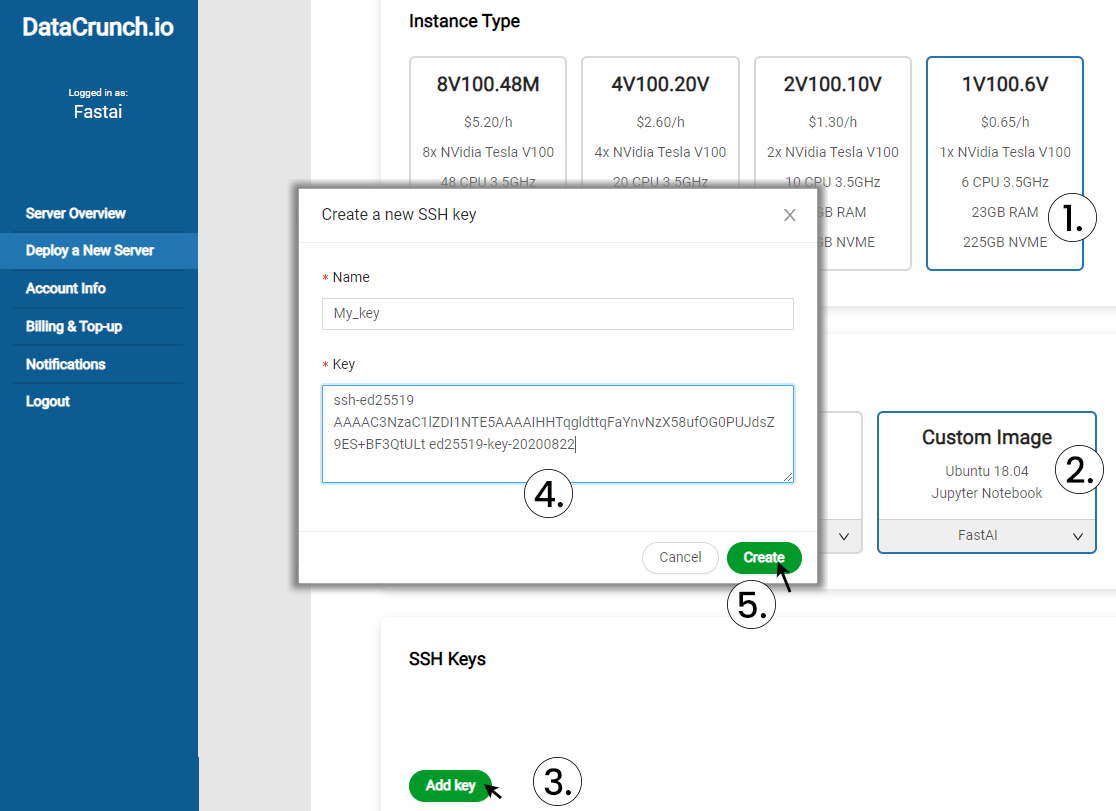 DataCrunch.io
Logged in as:
Fastai
Server Overview
Deploy a New Server
Account Info
Billing & Top-up
Notifications
Logout
Instance Type
8V100.48M
$5.20/h
8x NVidia Tesla V100
48 CPU 3.5GHz
4V100.20V
$2.60/h
4x NVidia Tesla V100
20 CPU 3.5GHz
2V100.10V
$1.30/h
2x NVidia Tesla V100
10 CPU 3.5GHz
GB RAM
GB NVME
1V100.6V
$0.65/h
1x NVidia Tesla V100
6 CPU 3.5GHz
23GB RAM
225GB NVME
1.
Create a new SSH key
X
* Name
My_key
* Key
ssh-ed25519
AAAAC3NzaC1lZDI1NTE5AAAAIHHTqgldttqFaYnvNzX58ufOG0PUJdsZ
9ES+BF3QtULt ed25519-key-20200822
4.
Cancel
Create
5.
Custom Image
Ubuntu 18.04
Jupyter Notebook
FastAI
2.
SSH Keys
Add key
3.